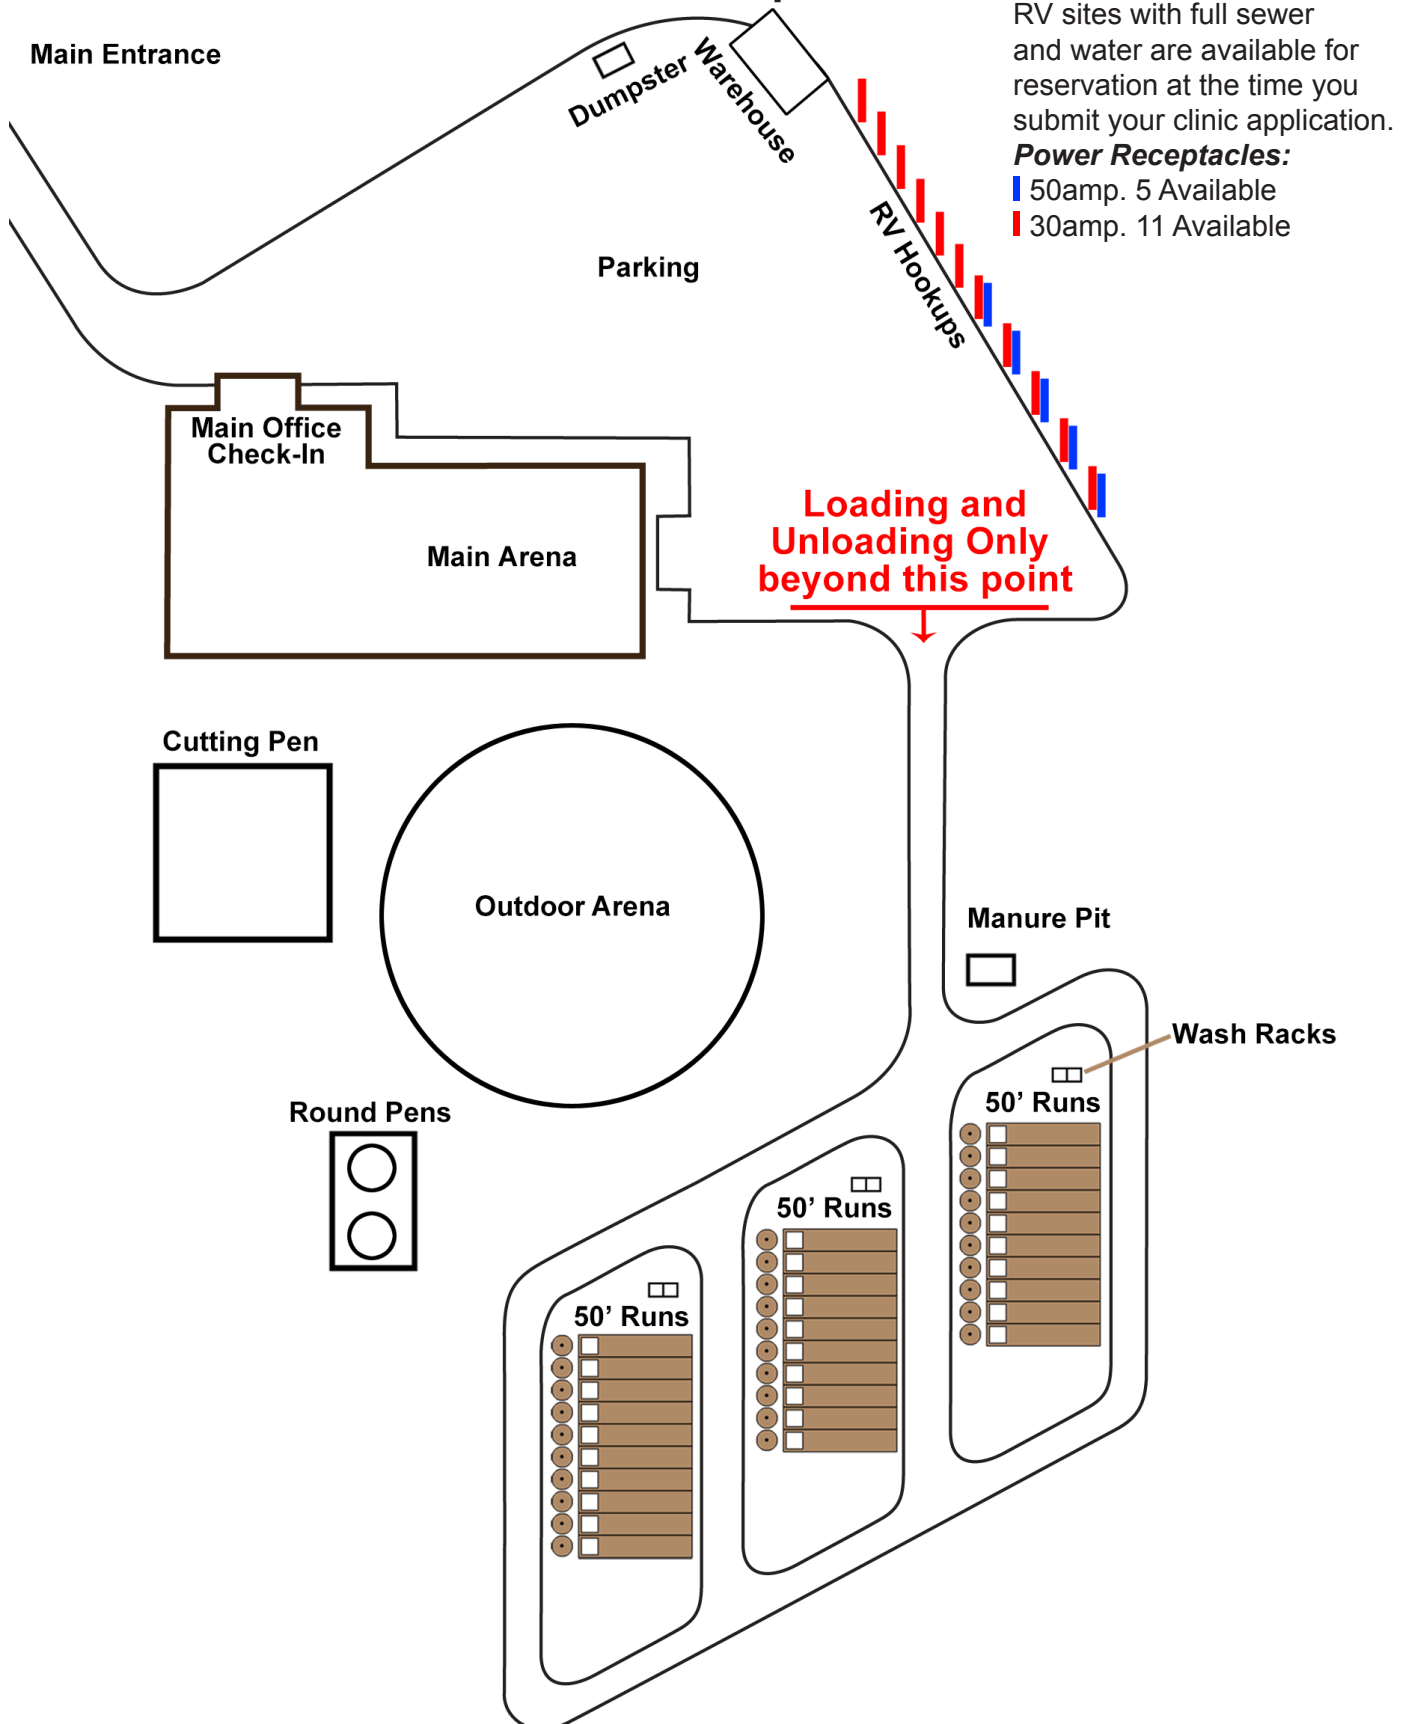 RV sites with full sewer
and water are available for
reservation at the time you
submit your clinic application.
Power Receptacles:
50amp. 5 Available
30amp. 11 Available
Main Entrance
Dumpster
Warehouse
RV Hookups
Parking
Main Office
Check-In
Main Arena
Loading and
Unloading Only
beyond this point
Cutting Pen
Outdoor Arena
Manure Pit
Wash Racks
Round Pens
50’ Runs
50’ Runs
50’ Runs